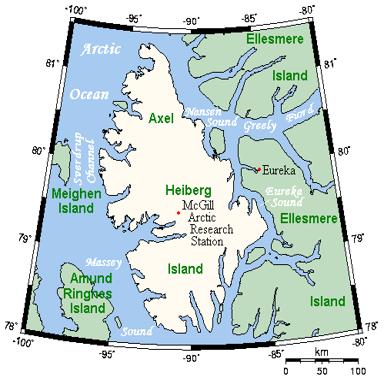 -100
-95
-90
-85
-80
Arctic
Ocean
Ellesmere
Island
81°
81°
Axel
Nansen
Sound
Greely
Fiord
80°
80°
Sverdrup
Channel
Eureka
Meighen
Island
Heiberg
McGill
Arctic
Research
Station
Eureka
Sound
Ellesmere
79°
79°
Massey
Sound
Island
Amund
Ringnes
Island
Island
78°
78°
-100
-95
-90
-85
-80
km
0
50
100